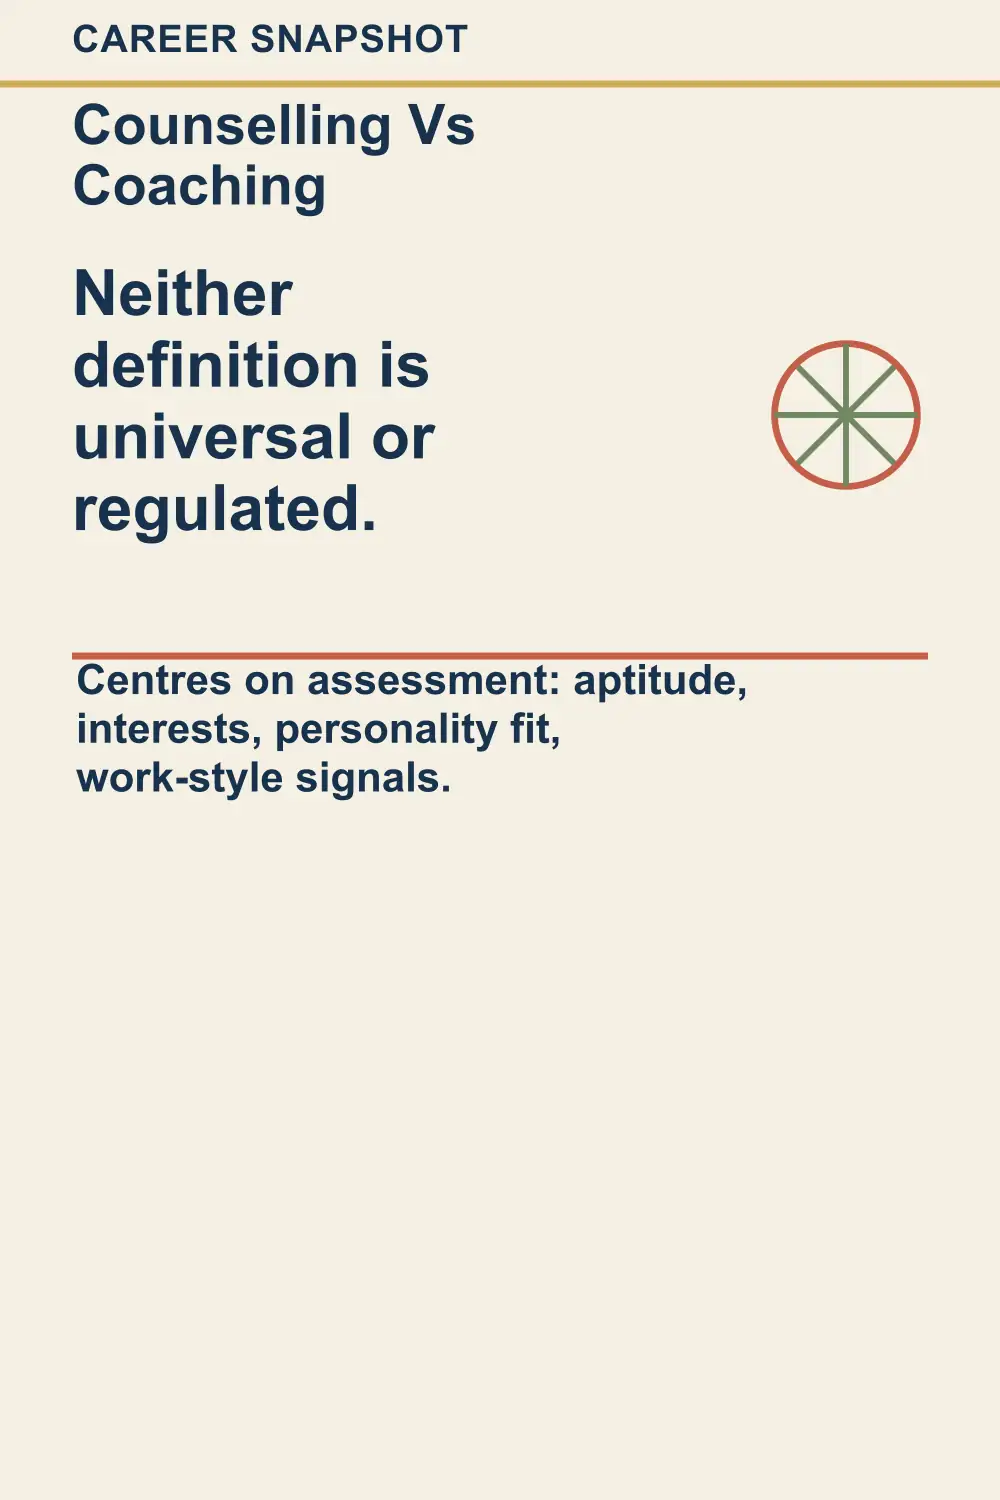 CAREER SNAPSHOT
Counselling Vs
Coaching
Neither
definition is
universal or
regulated.
Centres on assessment: aptitude,
interests, personality fit,
work-style signals.